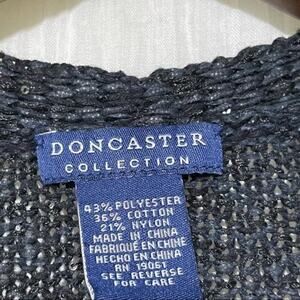 DONCASTER
COLLECTION
43% POLYESTER
36% COTTON
21% NYLON
MADE IN CHINA
FABRIQUÉ EN CHINE
HECHO EN CHINA
RN 19061
SEE REVERSE
FOR CARE